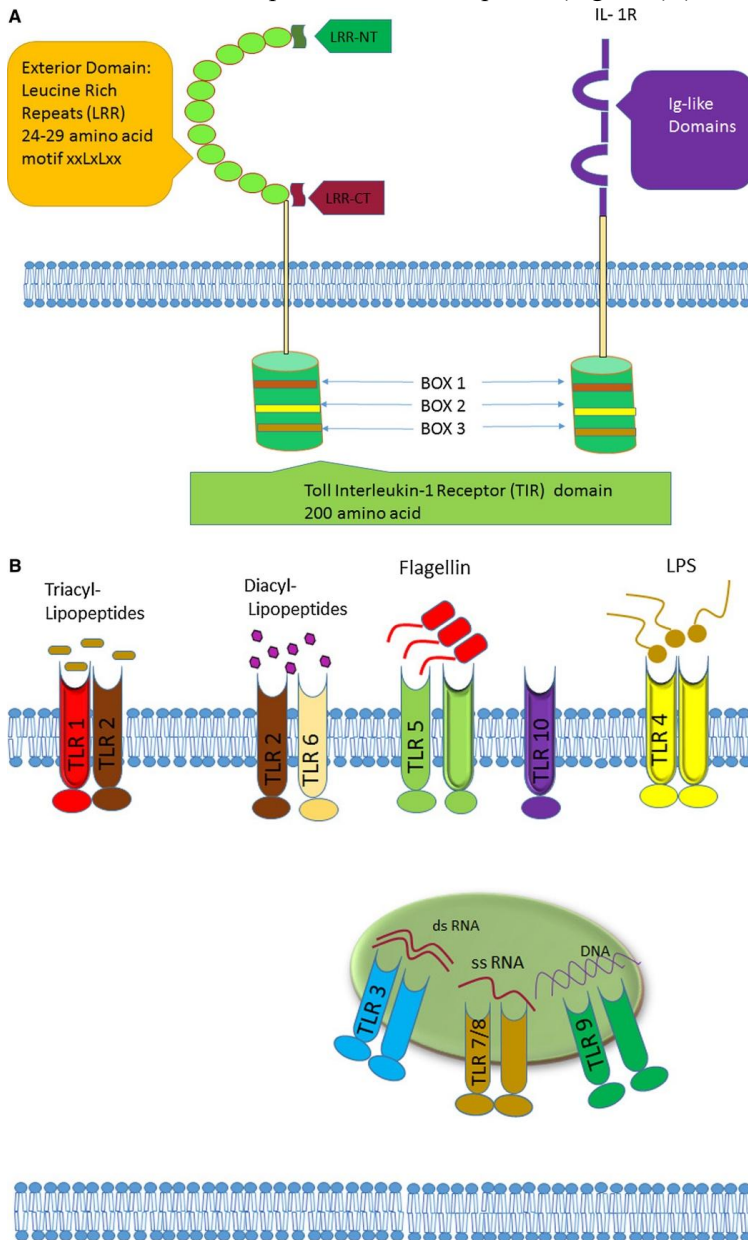 A
IL- 1R
LRR-NT
Exterior Domain:
Leucine Rich
Repeats (LRR)
24-29 amino acid
motif xxLxLxx
Ig-like
Domains
LRR-CT
BOX 1
BOX 2
BOX 3
Toll Interleukin-1 Receptor (TIR) domain
200 amino acid
B
Triacyl-
Lipopeptides
Diacyl-
Lipopeptides
Flagellin
LPS
TLR 1
TLR 2
TLR 2
TLR 6
TLR 5
TLR 10
TLR 4
ds RNA
ss RNA
DNA
TLR 3
TLR 7/8
TLR 9